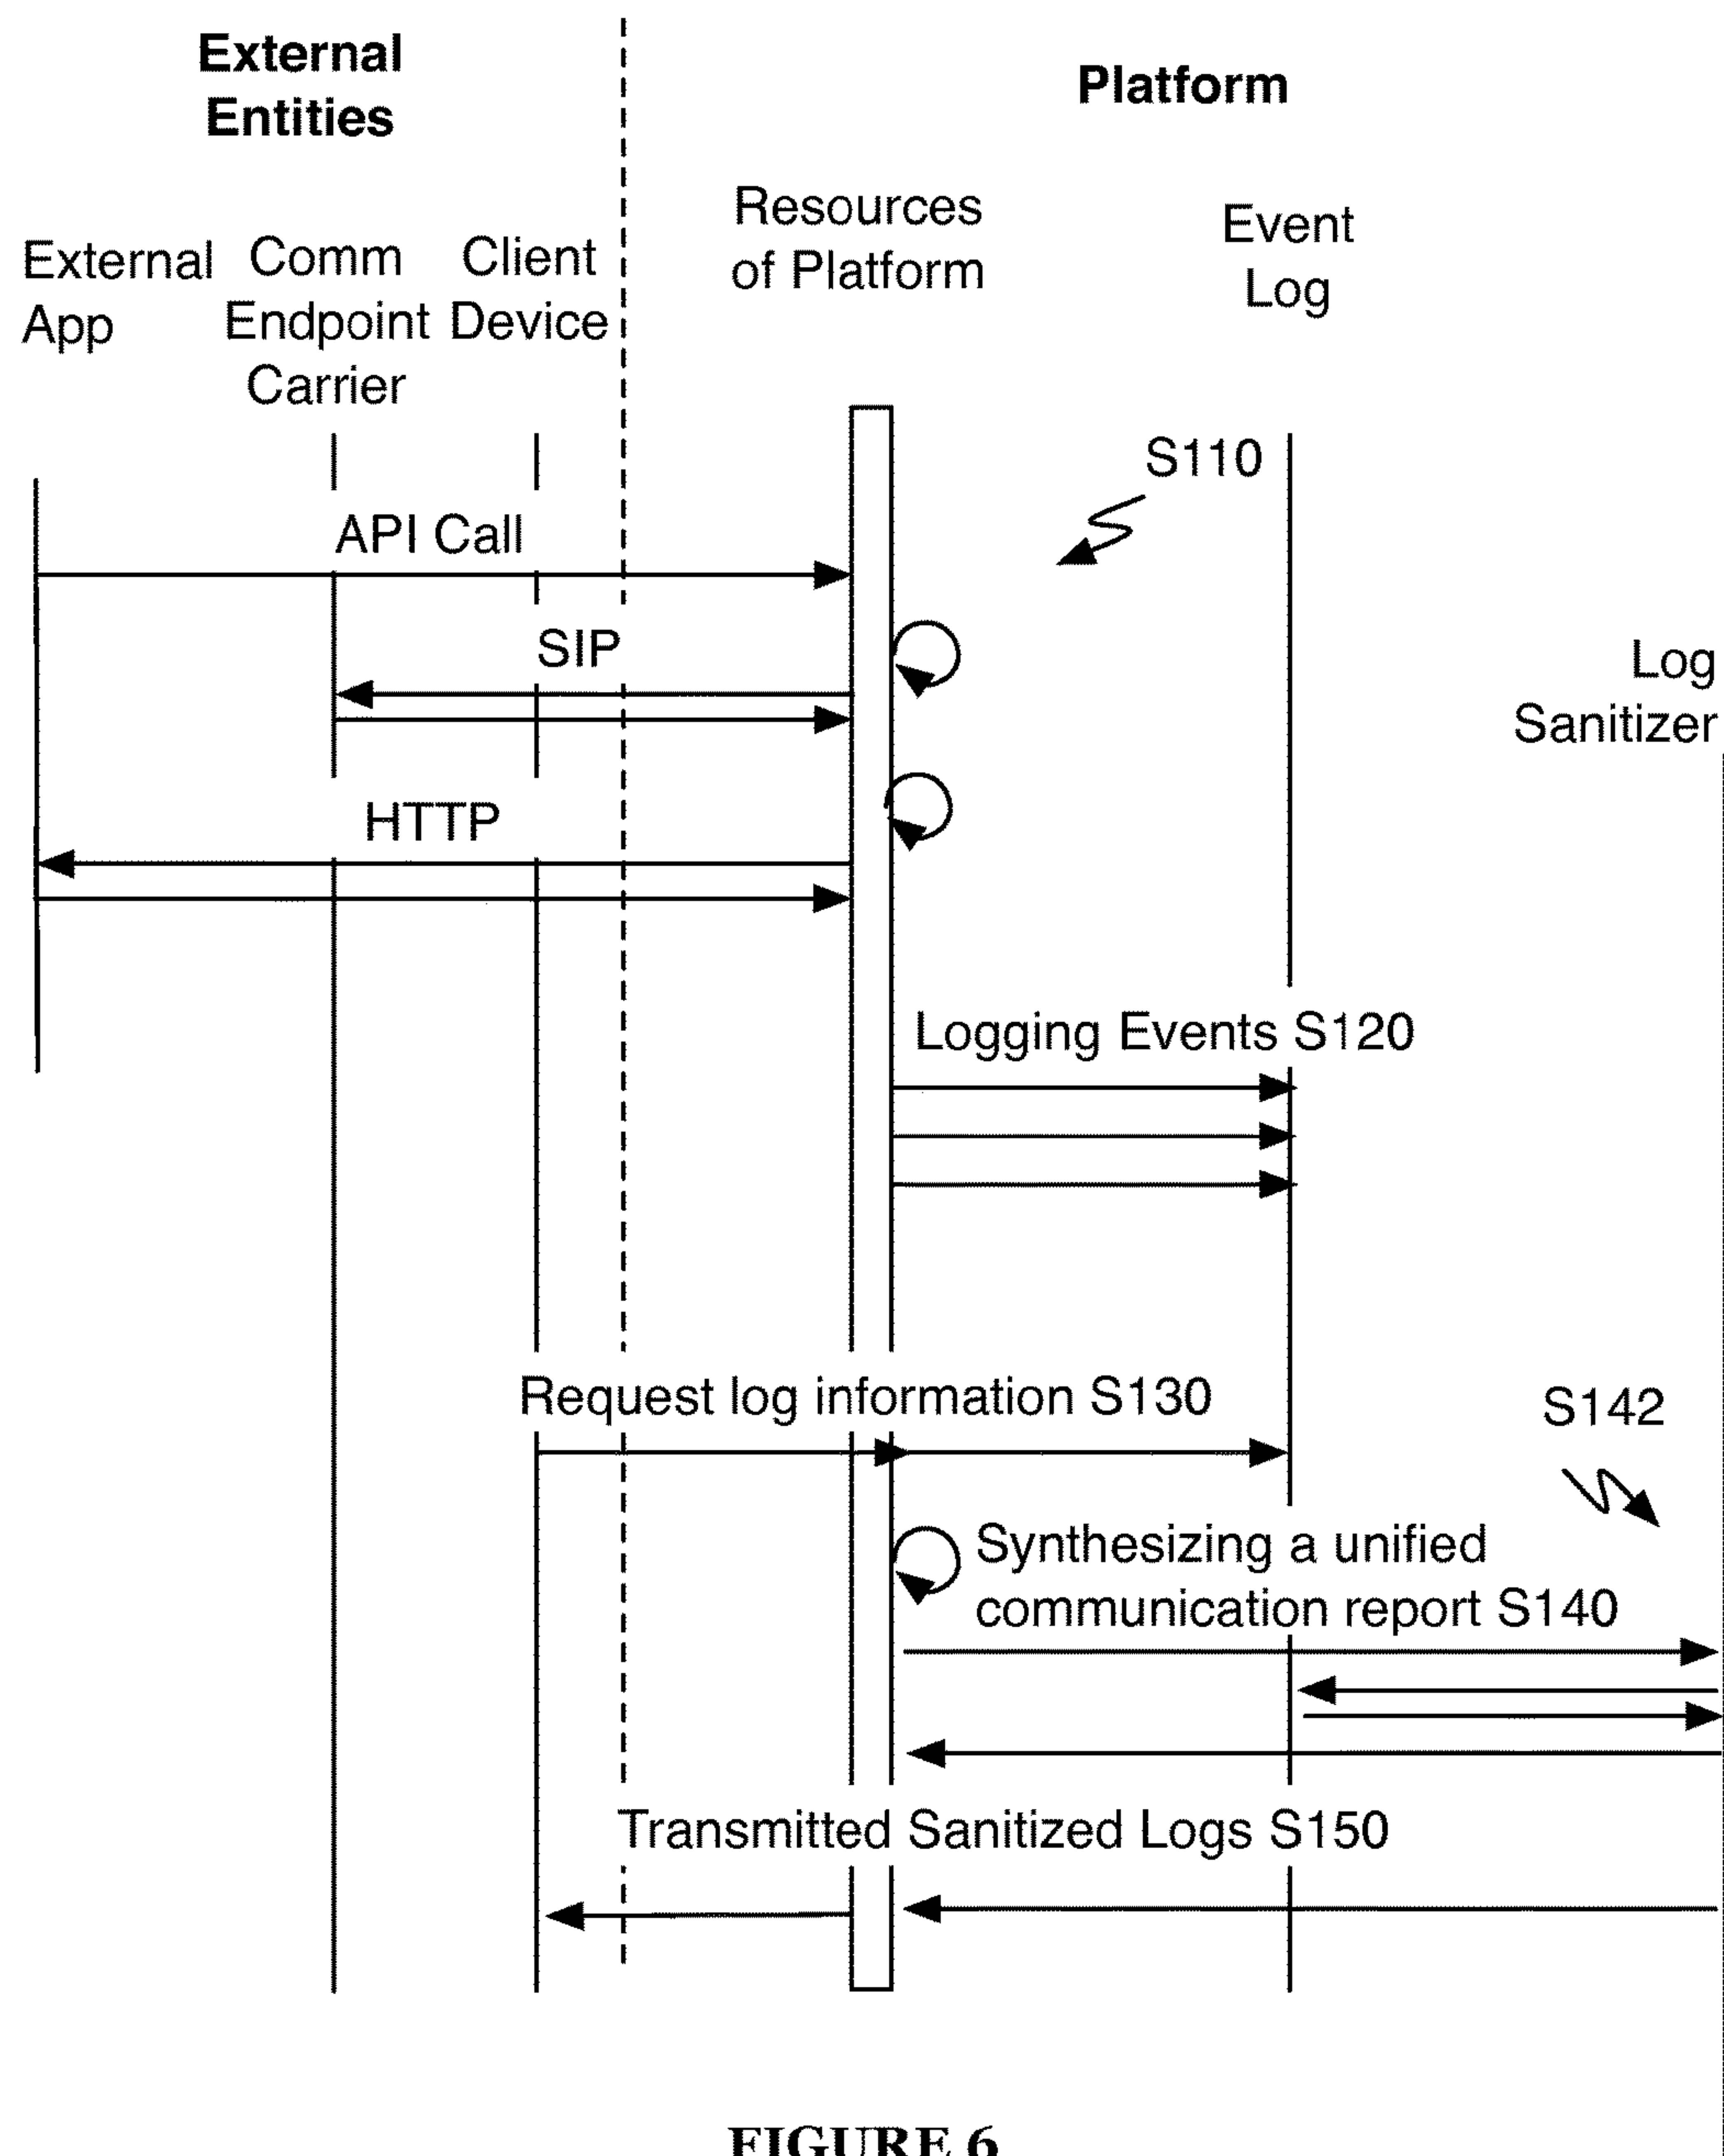 External
Entities
Platform
Resources
of Platform
Event
Log
External
App
Comm
Endpoint
Carrier
Client
Device
S110
API Call
SIP
Log
Sanitizer
HTTP
Logging Events S120
Request log information S130
S142
Synthesizing a unified
communication report S140
Transmitted Sanitized Logs S150
FIGURE 6